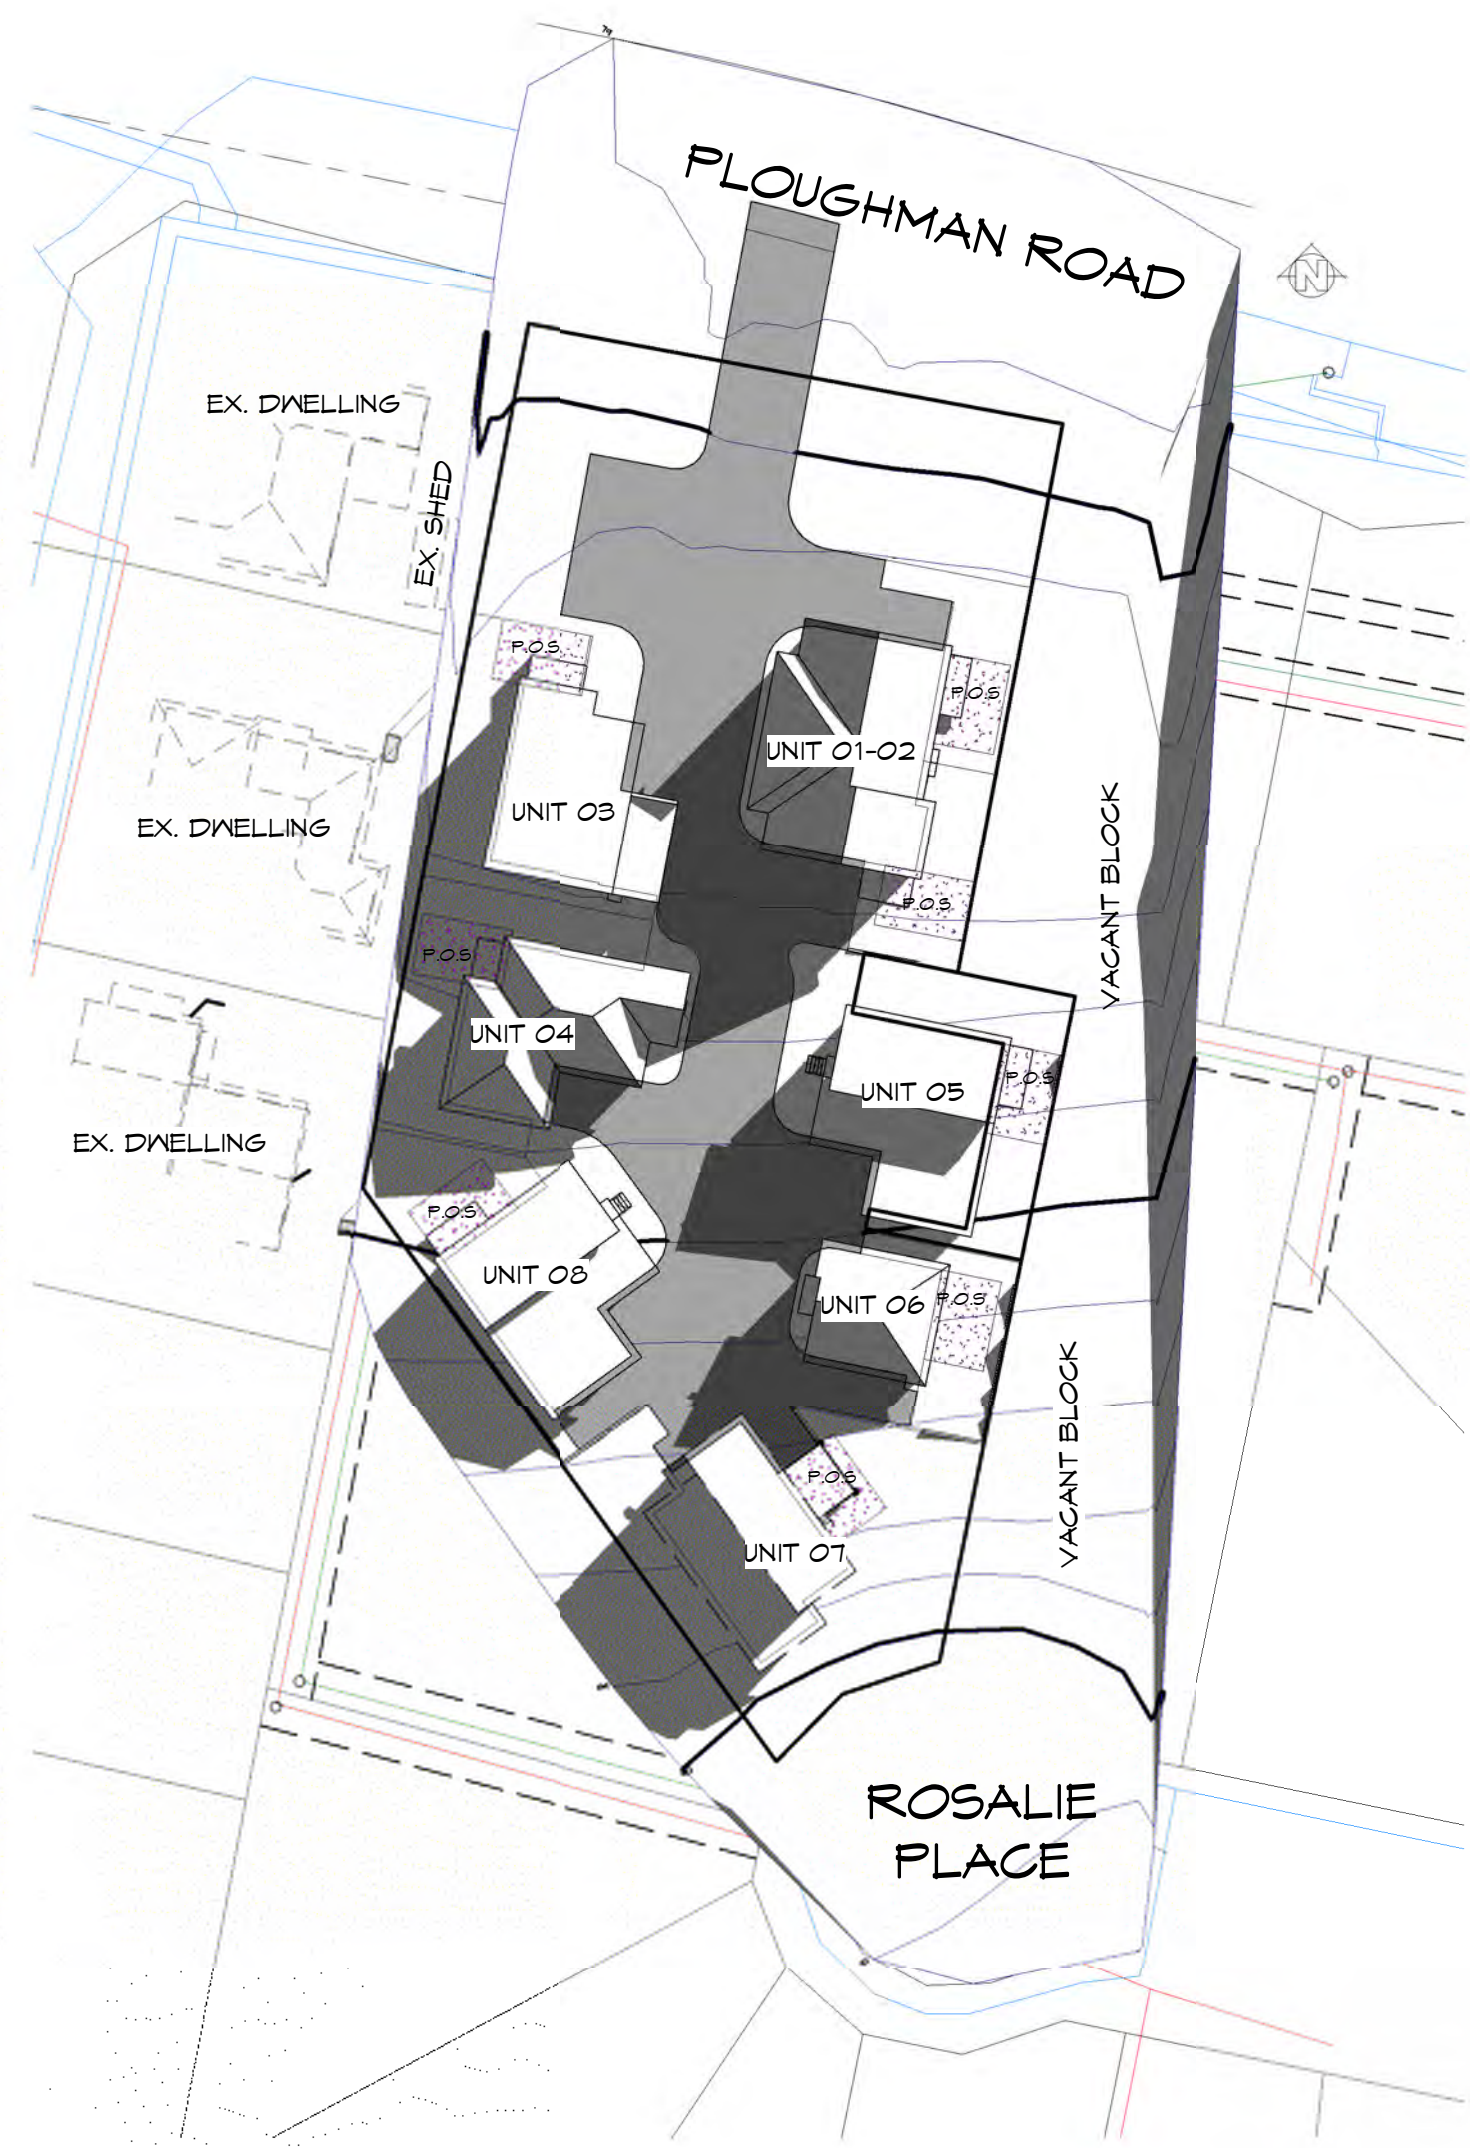 PLOUGHMAN ROAD
N
EX. DWELLING
EX. SHED
P.O.S
P.O.S
UNIT 01-02
UNIT 03
EX. DWELLING
VACANT BLOCK
P.O.S
P.O.S
UNIT 04
P.O.S
UNIT 05
EX. DWELLING
P.O.S
UNIT 08
P.O.S
UNIT 06
VACANT BLOCK
P.O.S
UNIT 07
ROSALIE
PLACE